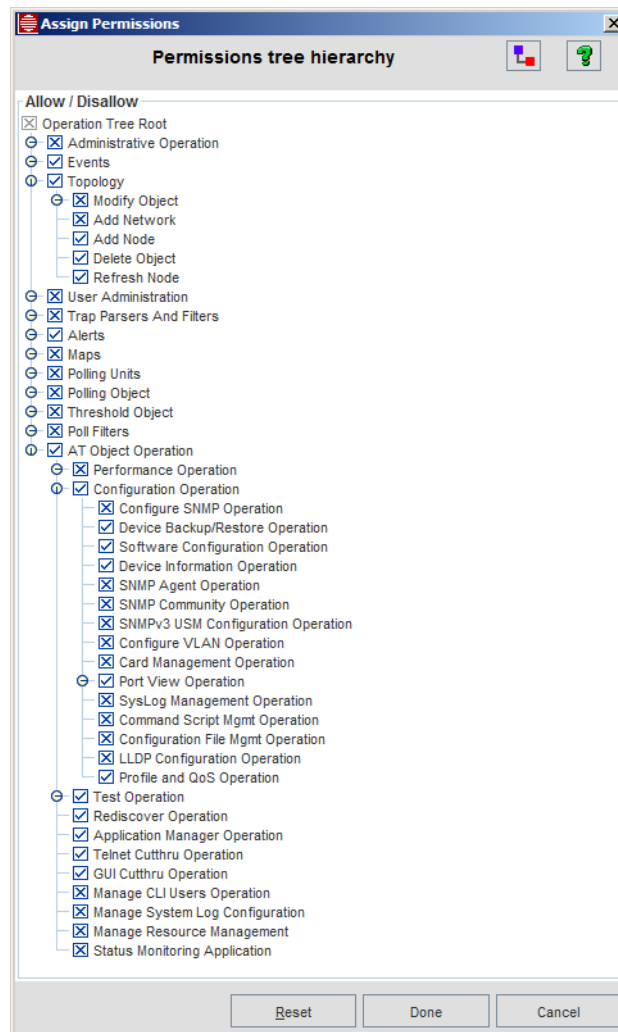 Assign Permissions
Permissions tree hierarchy
Allow / Disallow
Operation Tree Root
Administrative Operation
Events
Topology
Modify Object
Add Network
Add Node
Delete Object
Refresh Node
User Administration
Trap Parsers And Filters
Alerts
Maps
Polling Units
Polling Object
Threshold Object
Poll Filters
AT Object Operation
Performance Operation
Configuration Operation
Configure SNMP Operation
Device Backup/Restore Operation
Software Configuration Operation
Device Information Operation
SNMP Agent Operation
SNMP Community Operation
SNMPv3 USM Configuration Operation
Configure VLAN Operation
Card Management Operation
Port View Operation
SysLog Management Operation
Command Script Mgmt Operation
Configuration File Mgmt Operation
LLDP Configuration Operation
Profile and QoS Operation
Test Operation
Rediscover Operation
Application Manager Operation
Telnet Cutthru Operation
GUI Cutthru Operation
Manage CLI Users Operation
Manage System Log Configuration
Manage Resource Management
Status Monitoring Application
Reset Done Cancel